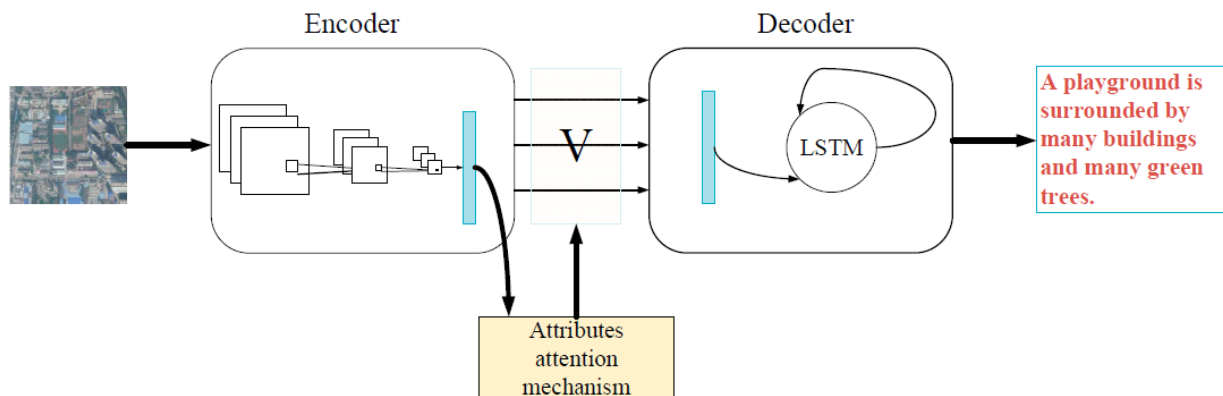 Encoder
Decoder
V
LSTM
A playground is
surrounded by
many buildings
and many green
trees.
Attributes
attention
mechanism